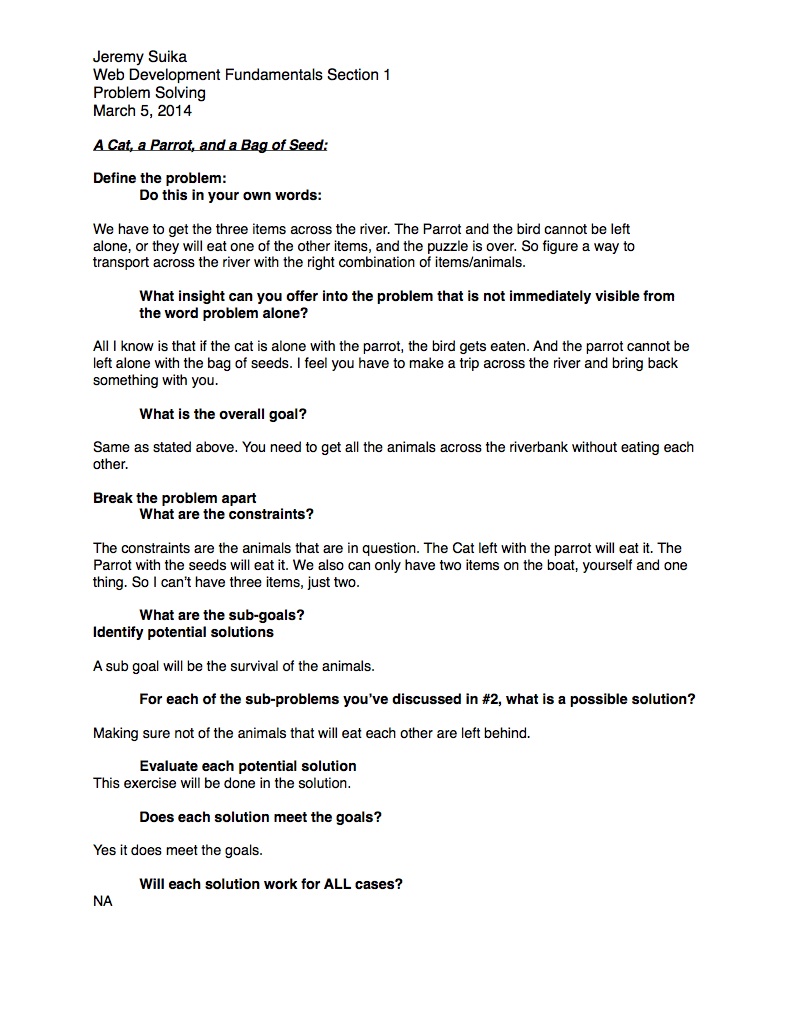 Jeremy Suika
Web Development Fundamentals Section 1
Problem Solving
March 5, 2014
A Cat, a Parrot, and a Bag of Seed:
Define the problem:
Do this in your own words:
We have to get the three items across the river. The Parrot and the bird cannot be left
alone, or they will eat one of the other items, and the puzzle is over. So figure a way to
transport across the river with the right combination of items/animals.
What insight can you offer into the problem that is not immediately visible from
the word problem alone?
All I know is that if the cat is alone with the parrot, the bird gets eaten. And the parrot cannot be
left alone with the bag of seeds. I feel you have to make a trip across the river and bring back
something with you.
What is the overall goal?
Same as stated above. You need to get all the animals across the riverbank without eating each
other.
Break the problem apart
What are the constraints?
The constraints are the animals that are in question. The Cat left with the parrot will eat it. The
Parrot with the seeds will eat it. We also can only have two items on the boat, yourself and one
thing. So I can't have three items, just two.
What are the sub-goals?
Identify potential solutions
A sub goal will be the survival of the animals.
For each of the sub-problems you've discussed in #2, what is a possible solution?
Making sure not of the animals that will eat each other are left behind.
Evaluate each potential solution
This exercise will be done in the solution.
Does each solution meet the goals?
Yes it does meet the goals.
Will each solution work for ALL cases?
NA